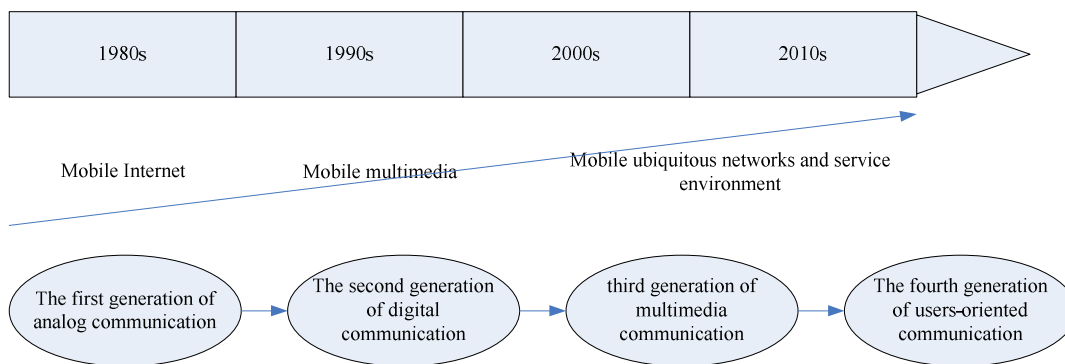 1980s
1990s
2000s
2010s
Mobile Internet
Mobile multimedia
Mobile ubiquitous networks and service
environment
The first generation of
analog communication
The second generation
of digital
communication
third generation of
multimedia
communication
The fourth generation
of users-oriented
communication